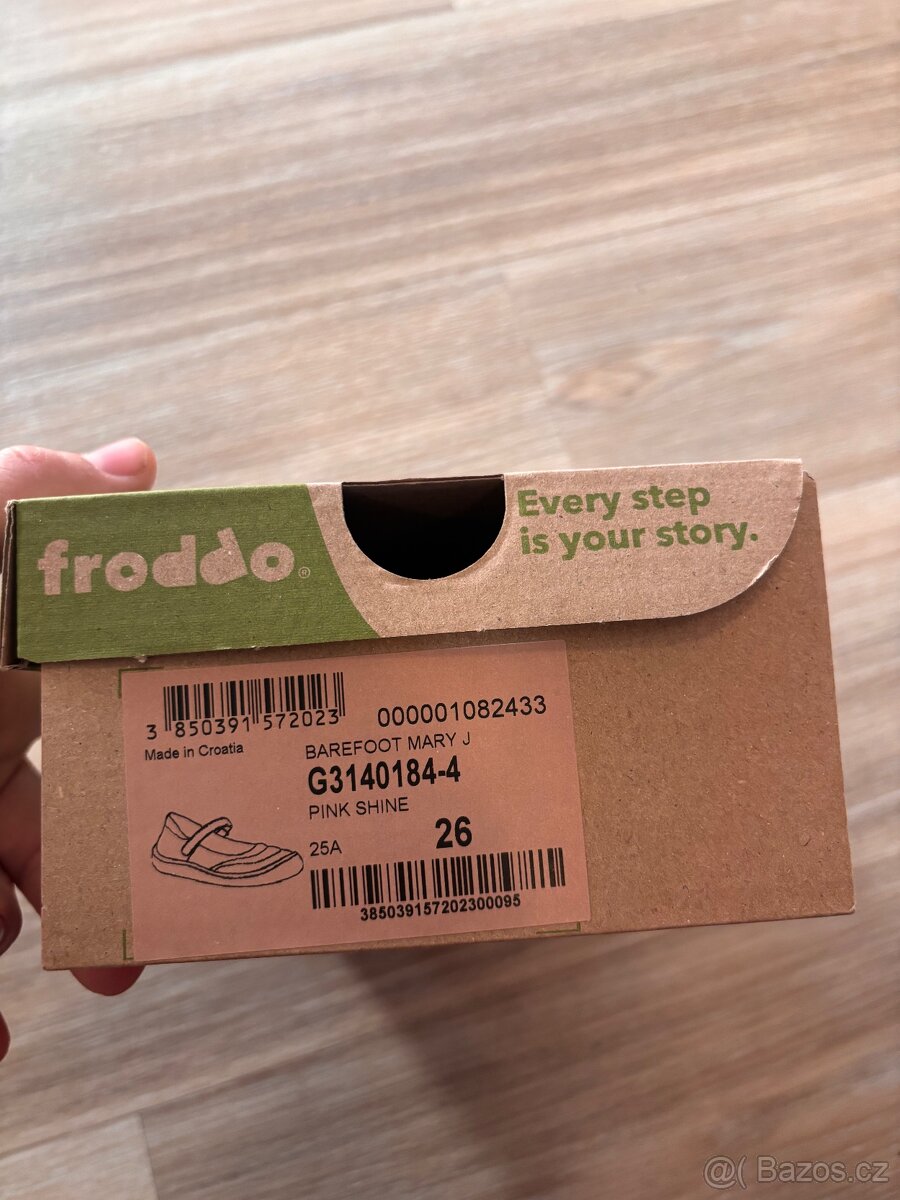 froddo®
Every step
is your story.
3 850391 572023
000001082433
Made in Croatia
BAREFOOT MARY J
G3140184-4
PINK SHINE
25A
26
385039157202300095
@( Bazos.cz